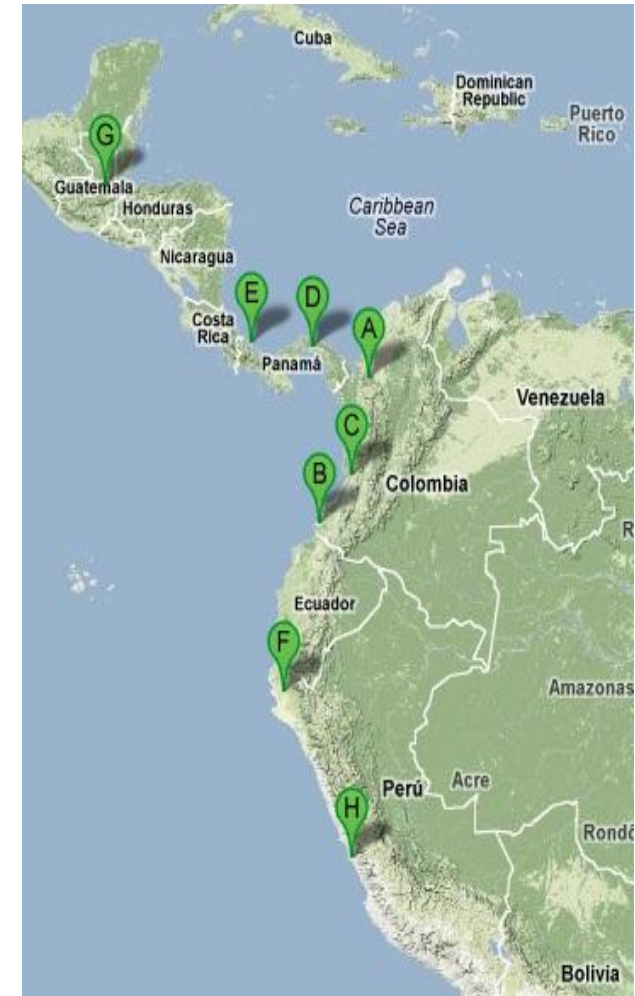 Cuba
Dominican
Republic
Puerto
Rico
G
Guatemala
Honduras
Caribbean
Sea
Nicaragua
E
D
Costa
Rica
A
Panamá
Venezuela
C
Colombia
B
R
Ecuador
F
Amazonas
Perú
Acre
H
Rondô
Bolivia